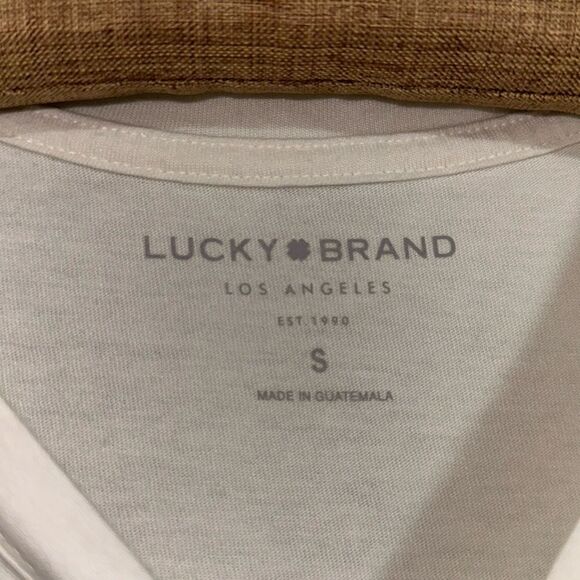 LUCKY BRAND
LOS ANGELES
EST. 1990
S
MADE IN GUATEMALA